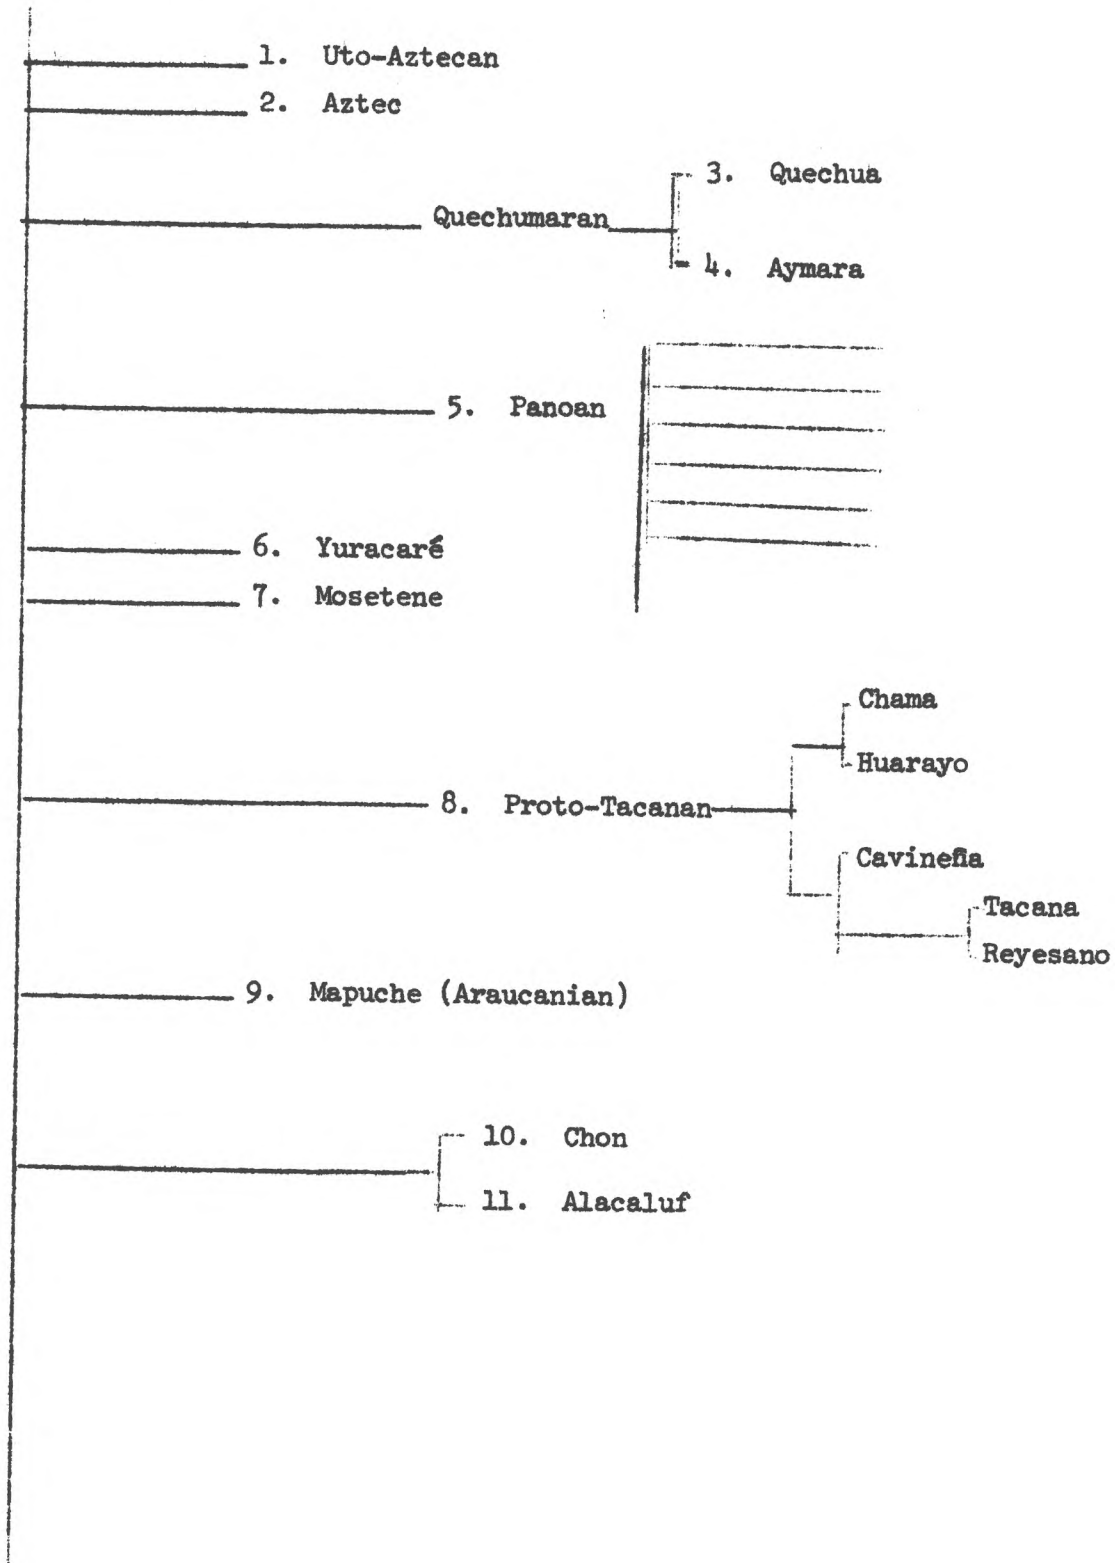 1. Uto-Aztecan
2. Aztec
3. Quechua
Quechumaran
4. Aymara
5. Panoan
6. Yuracaré
7. Mosetene
Chama
Huarayo
8. Proto-Tacanan
Cavineña
Tacana
Reyesano
9. Mapuche (Araucanian)
10. Chon
11. Alacaluf